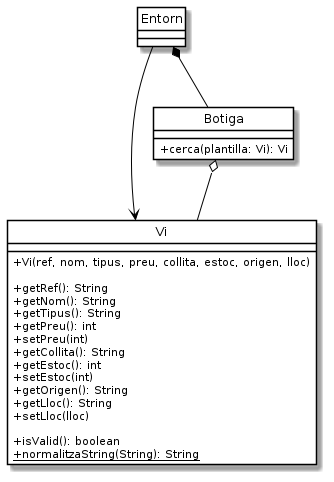 Entorn
Botiga
+cerca(plantilla: Vi): Vi
Vi
+Vi(ref, nom, tipus, preu, collita, estoc, origen, lloc)
+getRef(): String
+getNom(): String
+getTipus(): String
+getPreu(): int
+setPreu(int)
+getCollita(): String
+getEstoc(): int
+setEstoc(int)
+getOrigen(): String
+getLloc(): String
+setLloc(lloc)
+isValid(): boolean
+normalitzaString(String): String